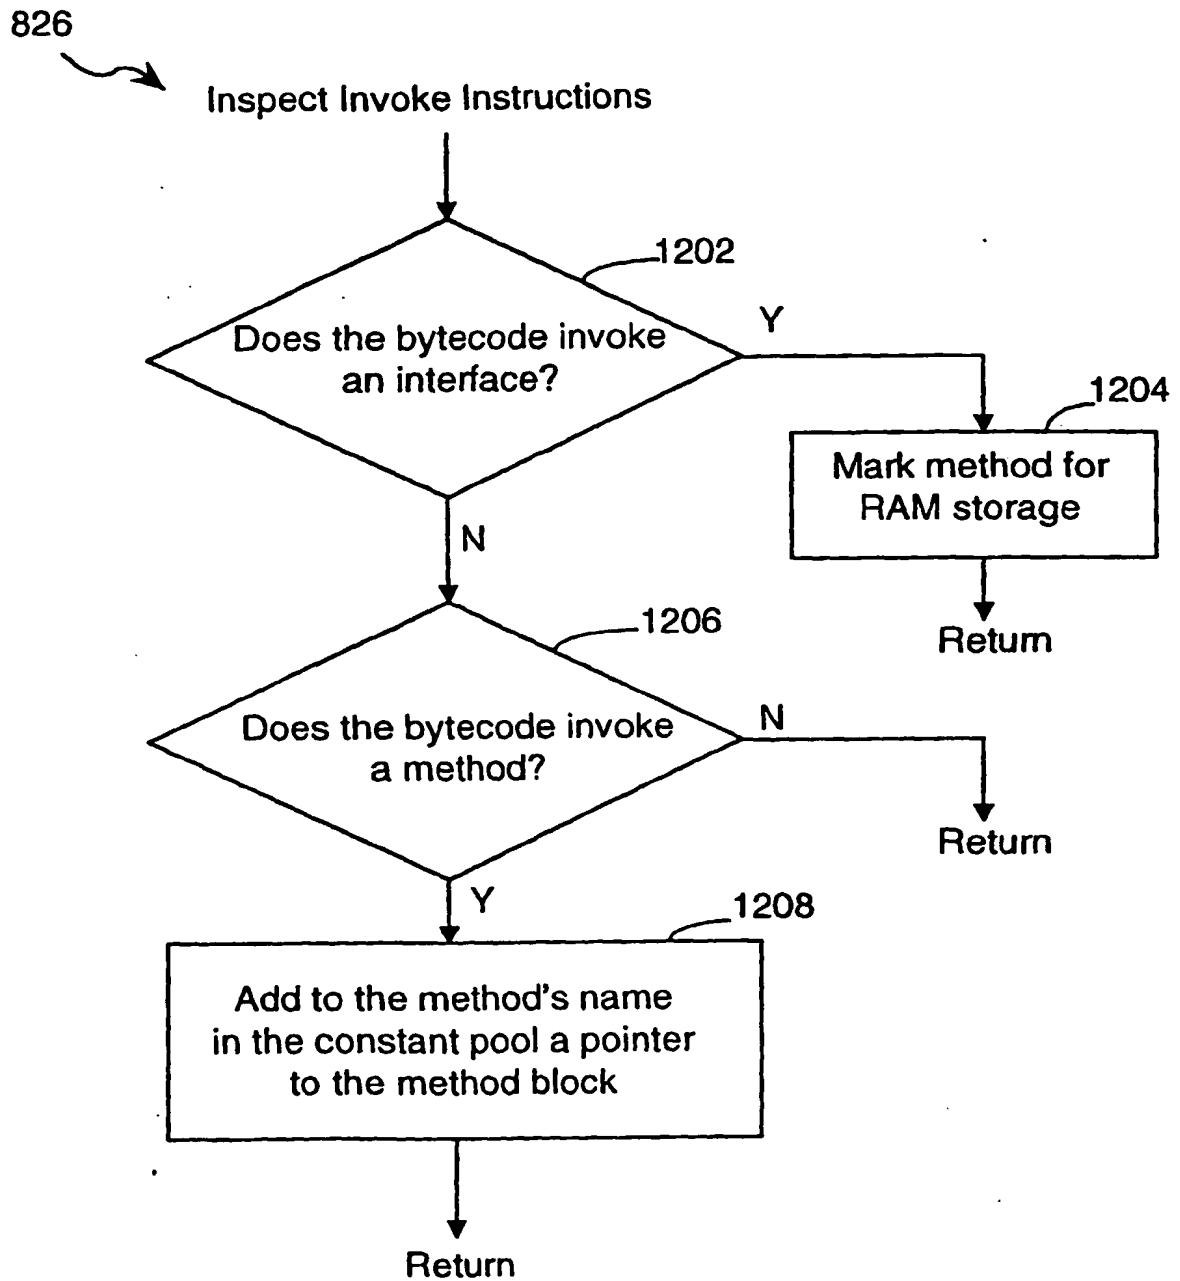 826
Inspect Invoke Instructions
1202
Does the bytecode invoke
an interface?
Y
1204
Mark method for
RAM storage
Return
N
1206
Does the bytecode invoke
a method?
N
Return
Y
1208
Add to the method's name
in the constant pool a pointer
to the method block
Return